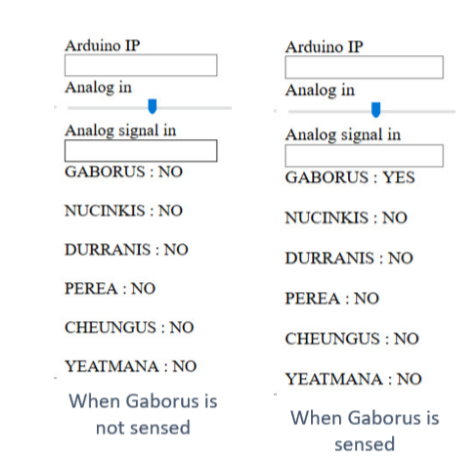 Arduino IP
Analog in
Analog signal in
GABORUS : NO
NUCINKIS : NO
DURRANIS : NO
PEREA : NO
CHEUNGUS : NO
YEATMANA : NO
When Gaborus is
not sensed
Arduino IP
Analog in
Analog signal in
GABORUS : YES
NUCINKIS : NO
DURRANIS : NO
PEREA : NO
CHEUNGUS : NO
YEATMANA : NO
When Gaborus is
sensed